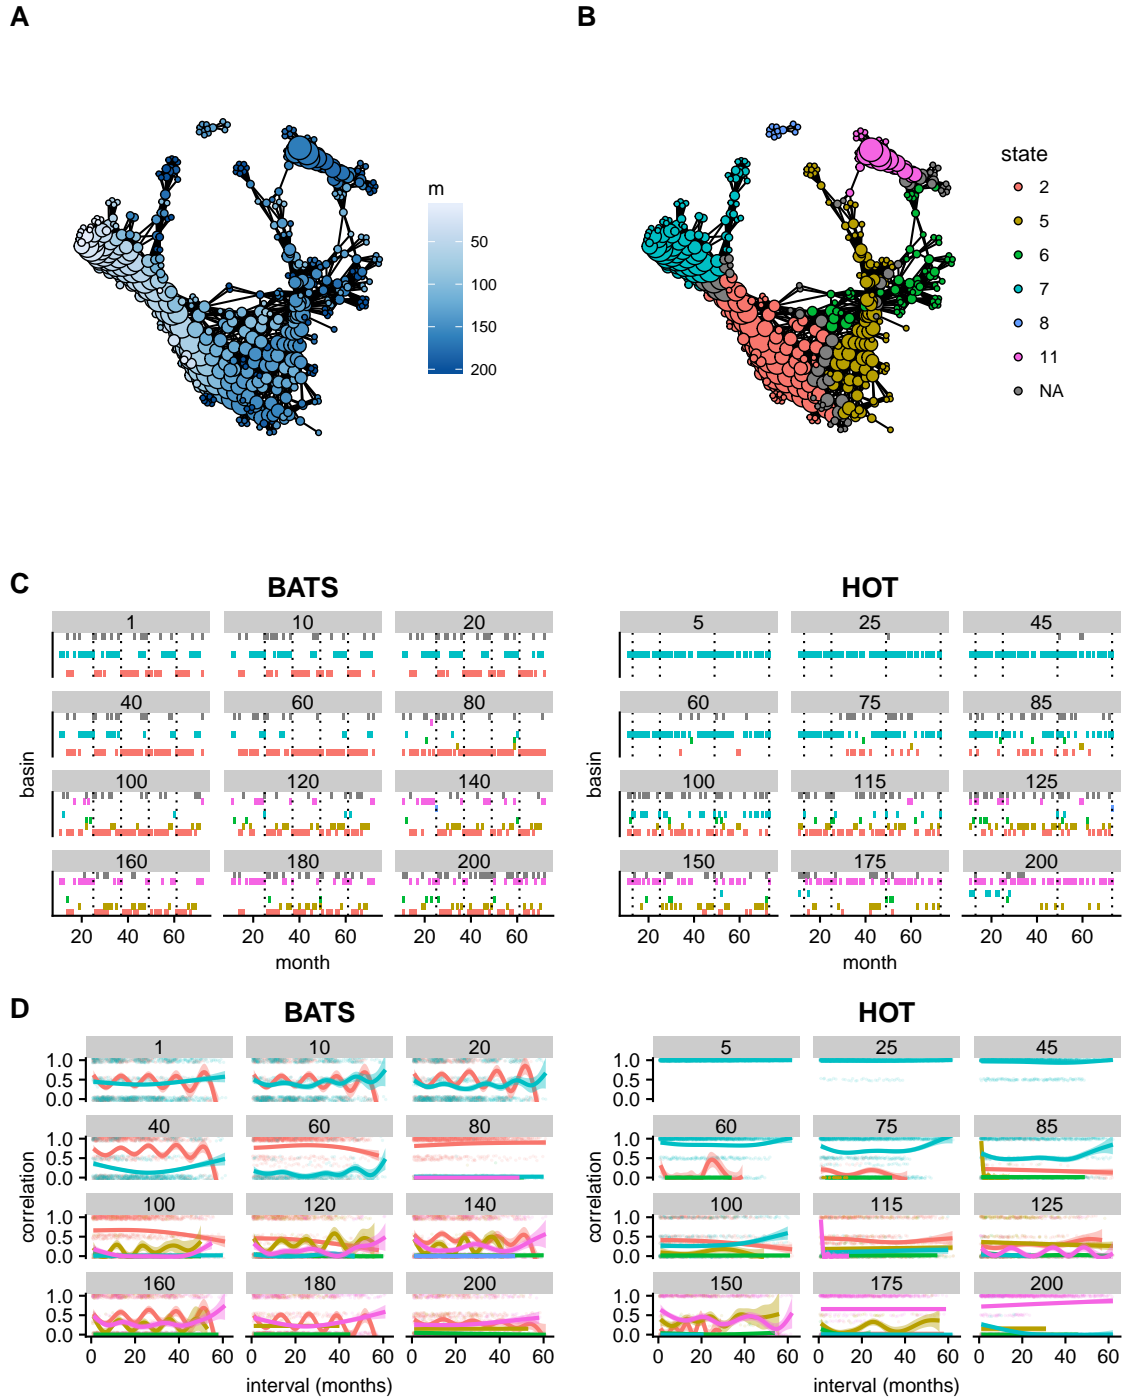 A
B
m
50
100
150
200
state
2
5
6
7
8
11
NA
C
BATS
HOT
1 10 20
5 25 45
40 60 80
60 75 85
100 120 140
100 115 125
160 180 200
150 175 200
basin
basin
20 40 60 20 40 60 20 40 60
20 40 60 20 40 60 20 40 60
month
month
D
BATS
HOT
1 10 20
5 25 45
1.0
0.5
0.0
1.0
0.5
0.0
40 60 80
60 75 85
1.0
0.5
0.0
1.0
0.5
0.0
100 120 140
100 115 125
1.0
0.5
0.0
1.0
0.5
0.0
160 180 200
150 175 200
1.0
0.5
0.0
1.0
0.5
0.0
correlation
correlation
0 20 40 60 0 20 40 60 0 20 40 60
0 20 40 60 0 20 40 60 0 20 40 60
interval (months)
interval (months)